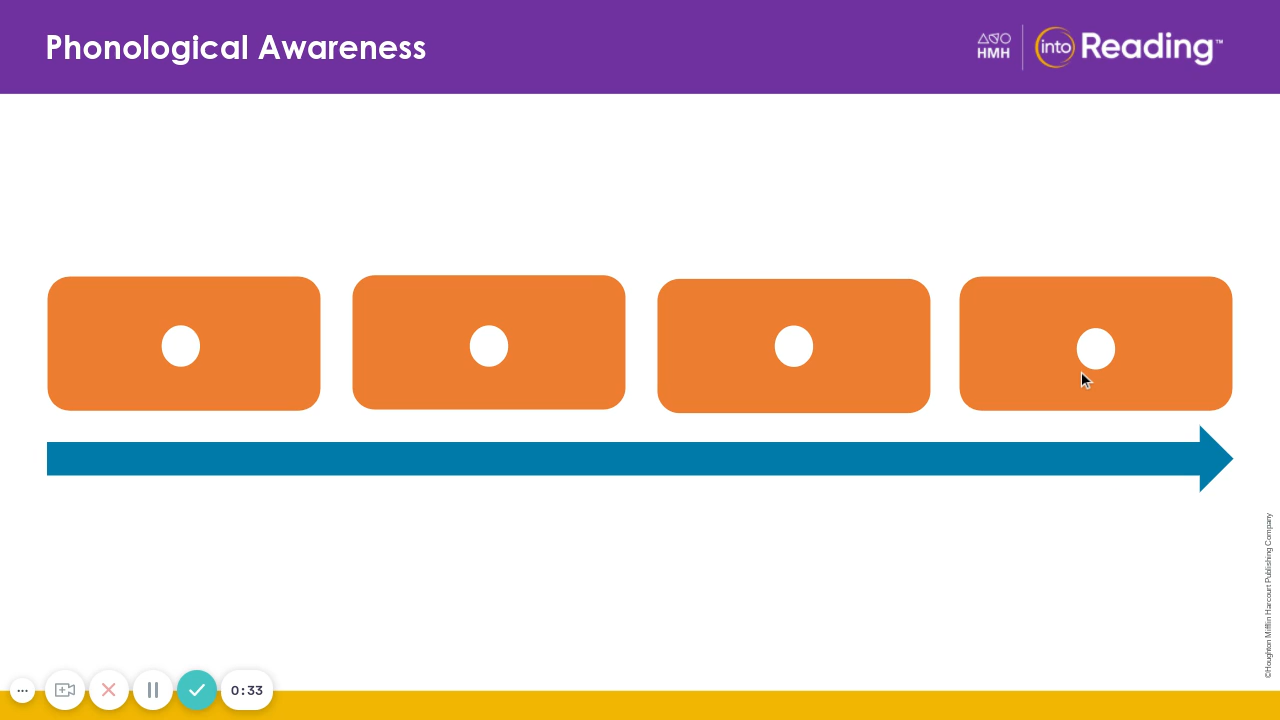 Phonological Awareness
HMH
into Reading™
©Houghton Mifflin Harcourt Publishing Company
0:33